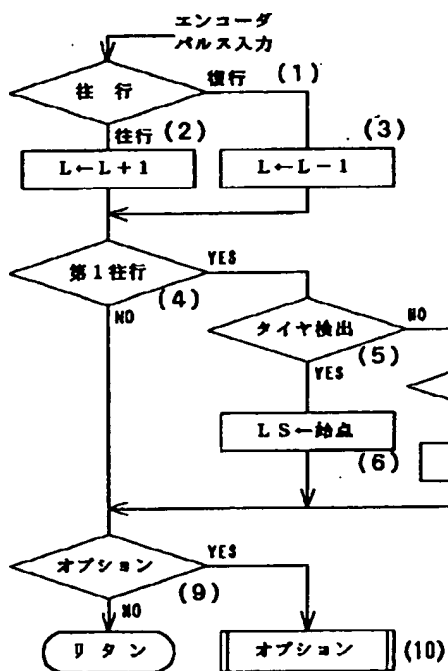 エンコーダ
パルス入力
往 行
復行
(1)
往行
(2)
(3)
L←L+1
L←L−1
第1往行
YES
(4)
NO
タイヤ検出
NO
(5)
YES
LS←始点
(6)
オプション
YES
(9)
NO
リ タ ン
オプション
(10)